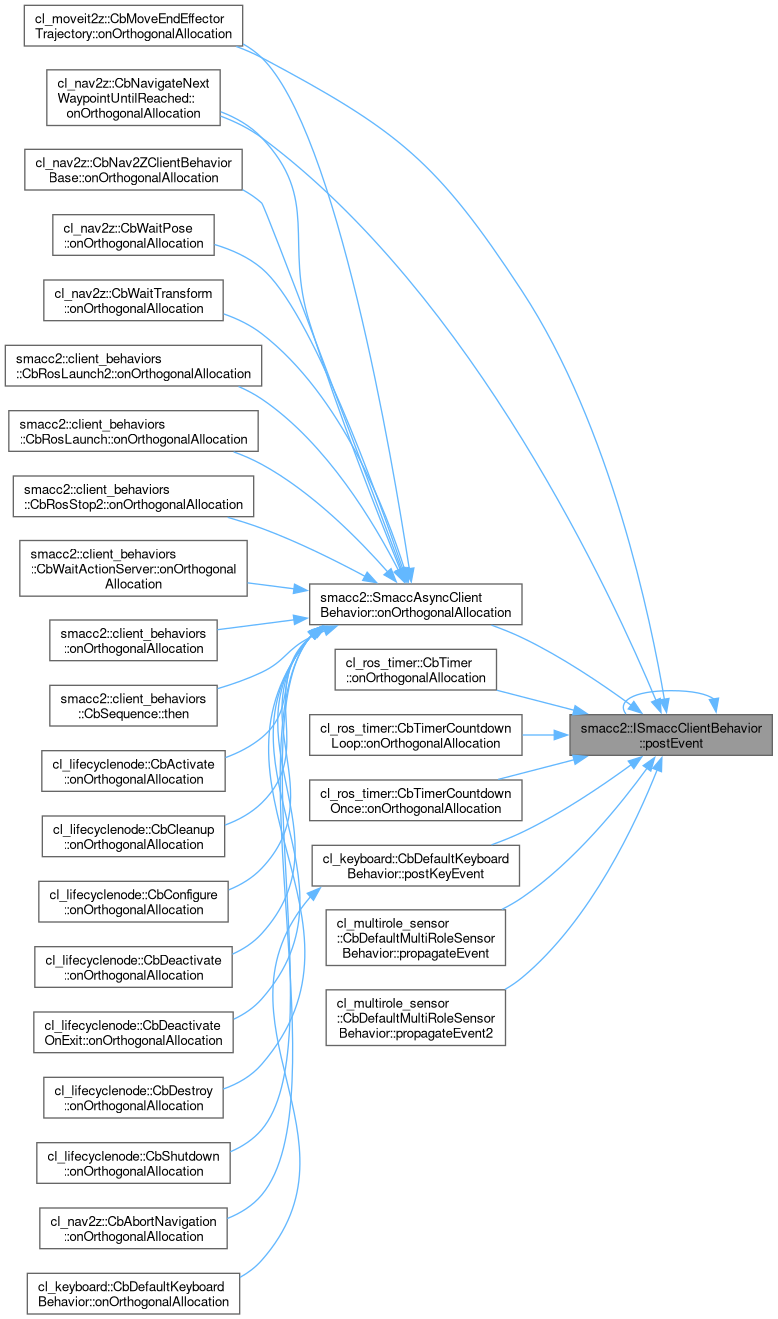 cl_moveit2z::CbMoveEndEffector
Trajectory::onOrthogonalAllocation
cl_nav2z::CbNavigateNext
WaypointUntilReached::
onOrthogonalAllocation
cl_nav2z::CbNav2ZClientBehavior
Base::onOrthogonalAllocation
cl_nav2z::CbWaitPose
::onOrthogonalAllocation
cl_nav2z::CbWaitTransform
::onOrthogonalAllocation
smacc2::client_behaviors
::CbRosLaunch2::onOrthogonalAllocation
smacc2::client_behaviors
::CbRosLaunch::onOrthogonalAllocation
smacc2::client_behaviors
::CbRosStop2::onOrthogonalAllocation
smacc2::client_behaviors
::CbWaitActionServer::onOrthogonal
Allocation
smacc2::client_behaviors
::onOrthogonalAllocation
smacc2::client_behaviors
::CbSequence::then
cl_lifecyclenode::CbActivate
::onOrthogonalAllocation
cl_lifecyclenode::CbCleanup
::onOrthogonalAllocation
cl_lifecyclenode::CbConfigure
::onOrthogonalAllocation
cl_lifecyclenode::CbDeactivate
::onOrthogonalAllocation
cl_lifecyclenode::CbDeactivate
OnExit::onOrthogonalAllocation
cl_lifecyclenode::CbDestroy
::onOrthogonalAllocation
cl_lifecyclenode::CbShutdown
::onOrthogonalAllocation
cl_nav2z::CbAbortNavigation
::onOrthogonalAllocation
cl_keyboard::CbDefaultKeyboard
Behavior::onOrthogonalAllocation
smacc2::SmaccAsyncClient
Behavior::onOrthogonalAllocation
cl_ros_timer::CbTimer
::onOrthogonalAllocation
cl_ros_timer::CbTimerCountdown
Loop::onOrthogonalAllocation
cl_ros_timer::CbTimerCountdown
Once::onOrthogonalAllocation
cl_keyboard::CbDefaultKeyboard
Behavior::postKeyEvent
cl_multirole_sensor
::CbDefaultMultiRoleSensor
Behavior::propagateEvent
cl_multirole_sensor
::CbDefaultMultiRoleSensor
Behavior::propagateEvent2
smacc2::ISmaccClientBehavior
::postEvent